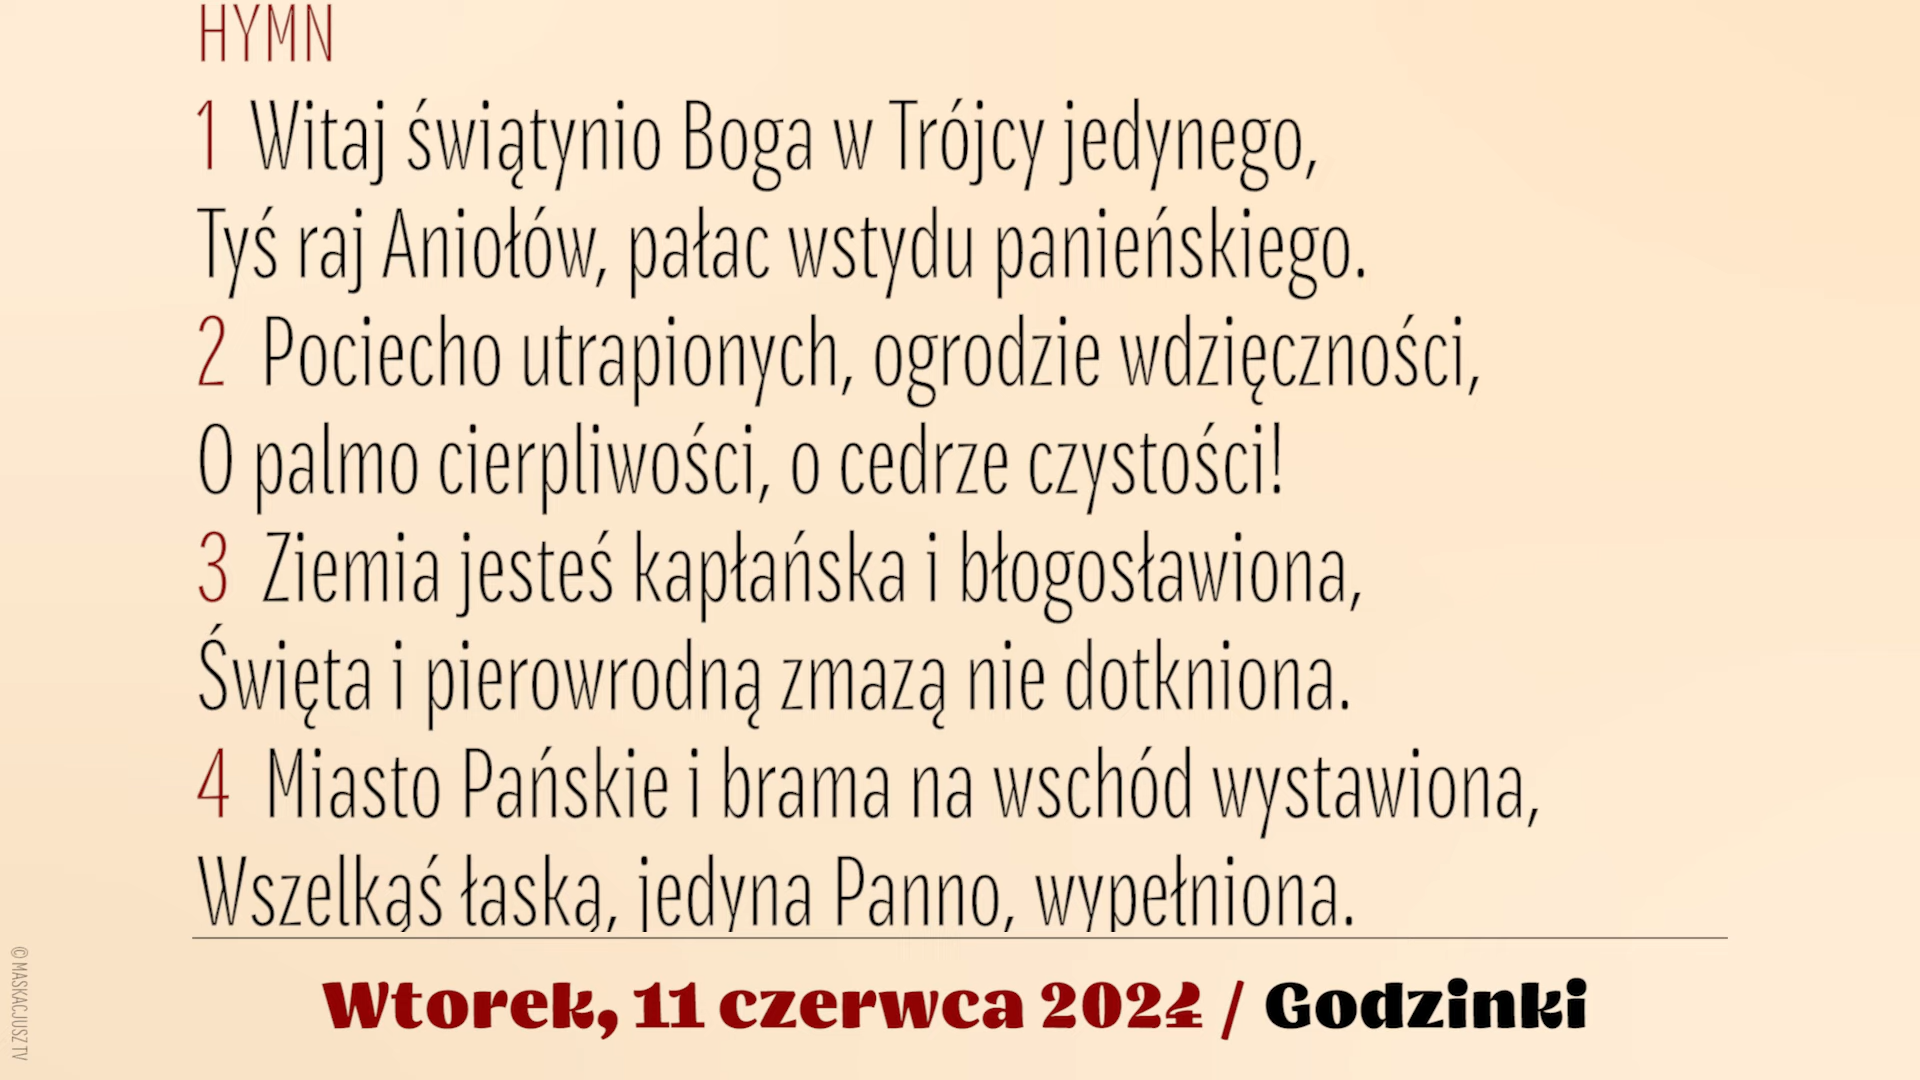 HYMN
1 Witaj świątynio Boga w Trójcy jedynego,
Tyś raj Aniołów, pałac wstydu panieńskiego.
2 Pociecho utrapionych, ogrodzie wdzięczności,
O palmo cierpliwości, o cedrze czystości!
3 Ziemia jesteś kapłańska i błogosławiona,
Święta i pierowrodną zmazą nie dotkniona.
4 Miasto Pańskie i brama na wschód wystawiona,
Wszelkąś łaską, jedyna Panno, wypełniona.
Wtorek, 11 czerwca 2024 / Godzinki
© MASKACJUSZ TV